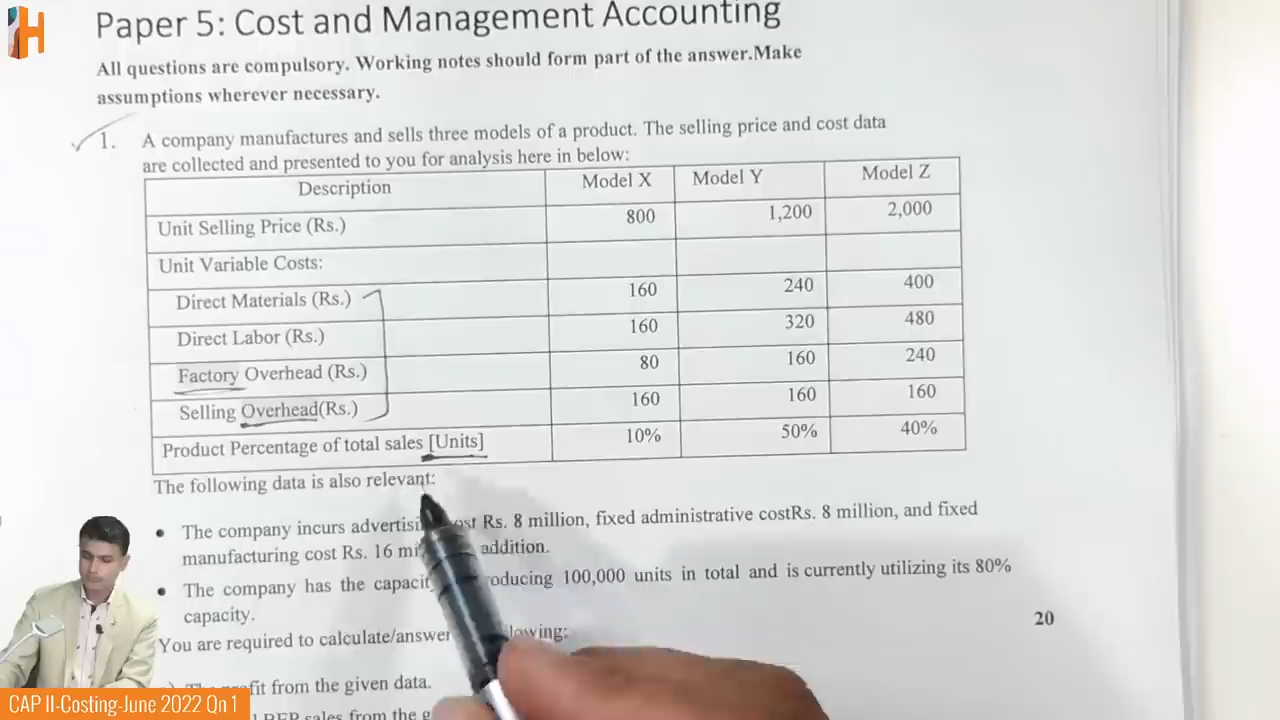 H
Paper 5: Cost and Management Accounting
All questions are compulsory. Working notes should form part of the answer.Make
assumptions wherever necessary.
1. A company manufactures and sells three models of a product. The selling price and cost data
are collected and presented to you for analysis here in below:
Description Model X Model Y Model Z
Unit Selling Price (Rs.) 800 1,200 2,000
Unit Variable Costs:
Direct Materials (Rs.) 160 240 400
Direct Labor (Rs.) 160 320 480
Factory Overhead (Rs.) 80 160 240
Selling Overhead(Rs.) 160 160 160
Product Percentage of total sales [Units] 10% 50% 40%
The following data is also relevant:
• The company incurs Rs. 8 million, fixed administrative costRs. 8 million, and fixed
manufacturing cost Rs. 16 addition.
• The company has the 100,000 units in total and is currently utilizing its 80%
capacity.
20
You are required to calculate/answer
from the given data.
BEP sales from the
CAP II-Costing-June 2022 Qn 1